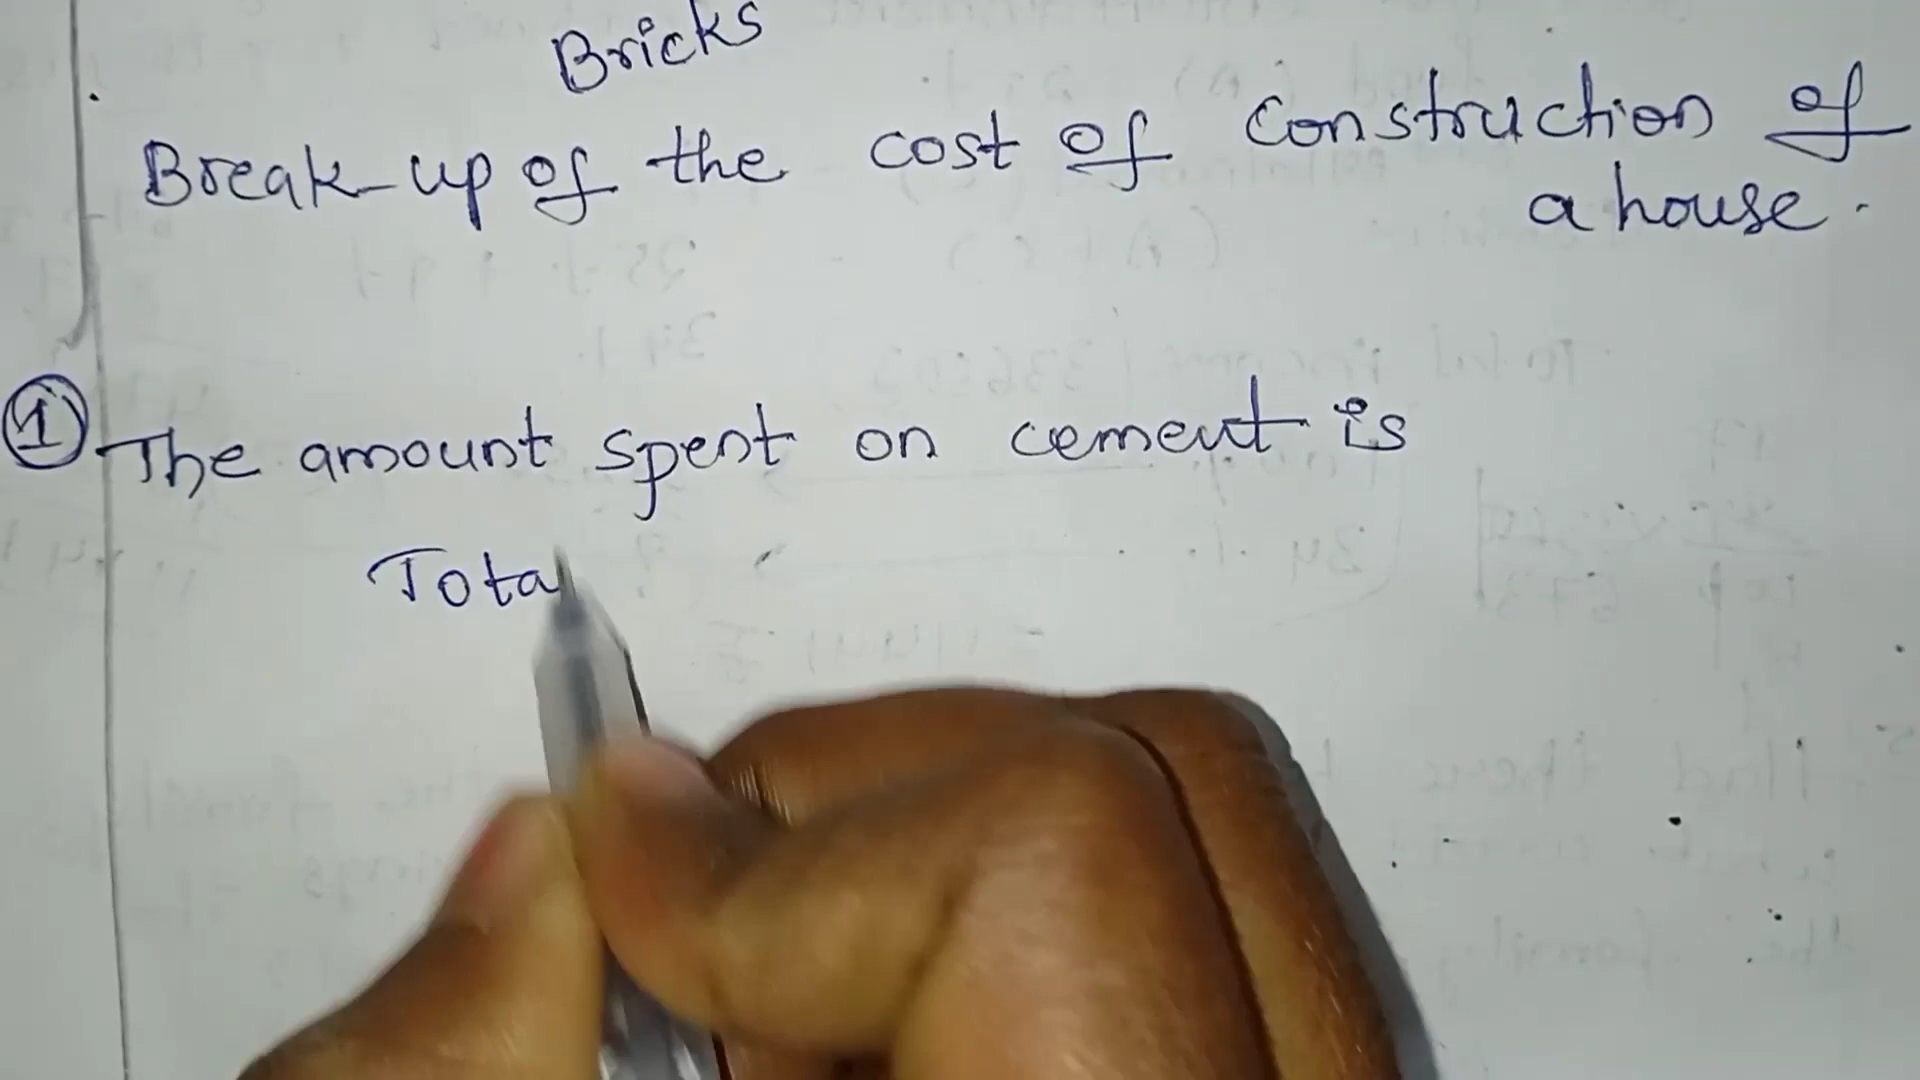 Bricks
Break-up of the cost of construction of
a house.
① The amount spent on cement is
Tota